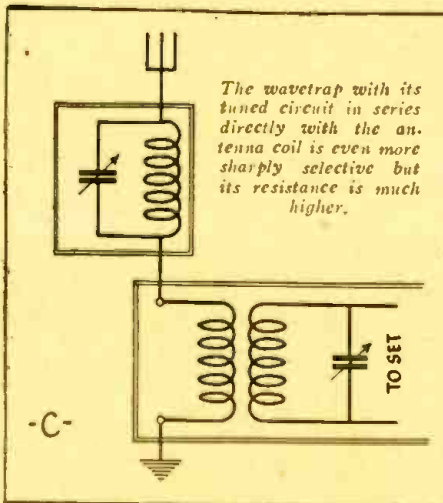 The wavetrap with its
tuned circuit in series
directly with the an-
tenna coil is even more
sharply selective but
its resistance is much
higher.
TO SET
-C-